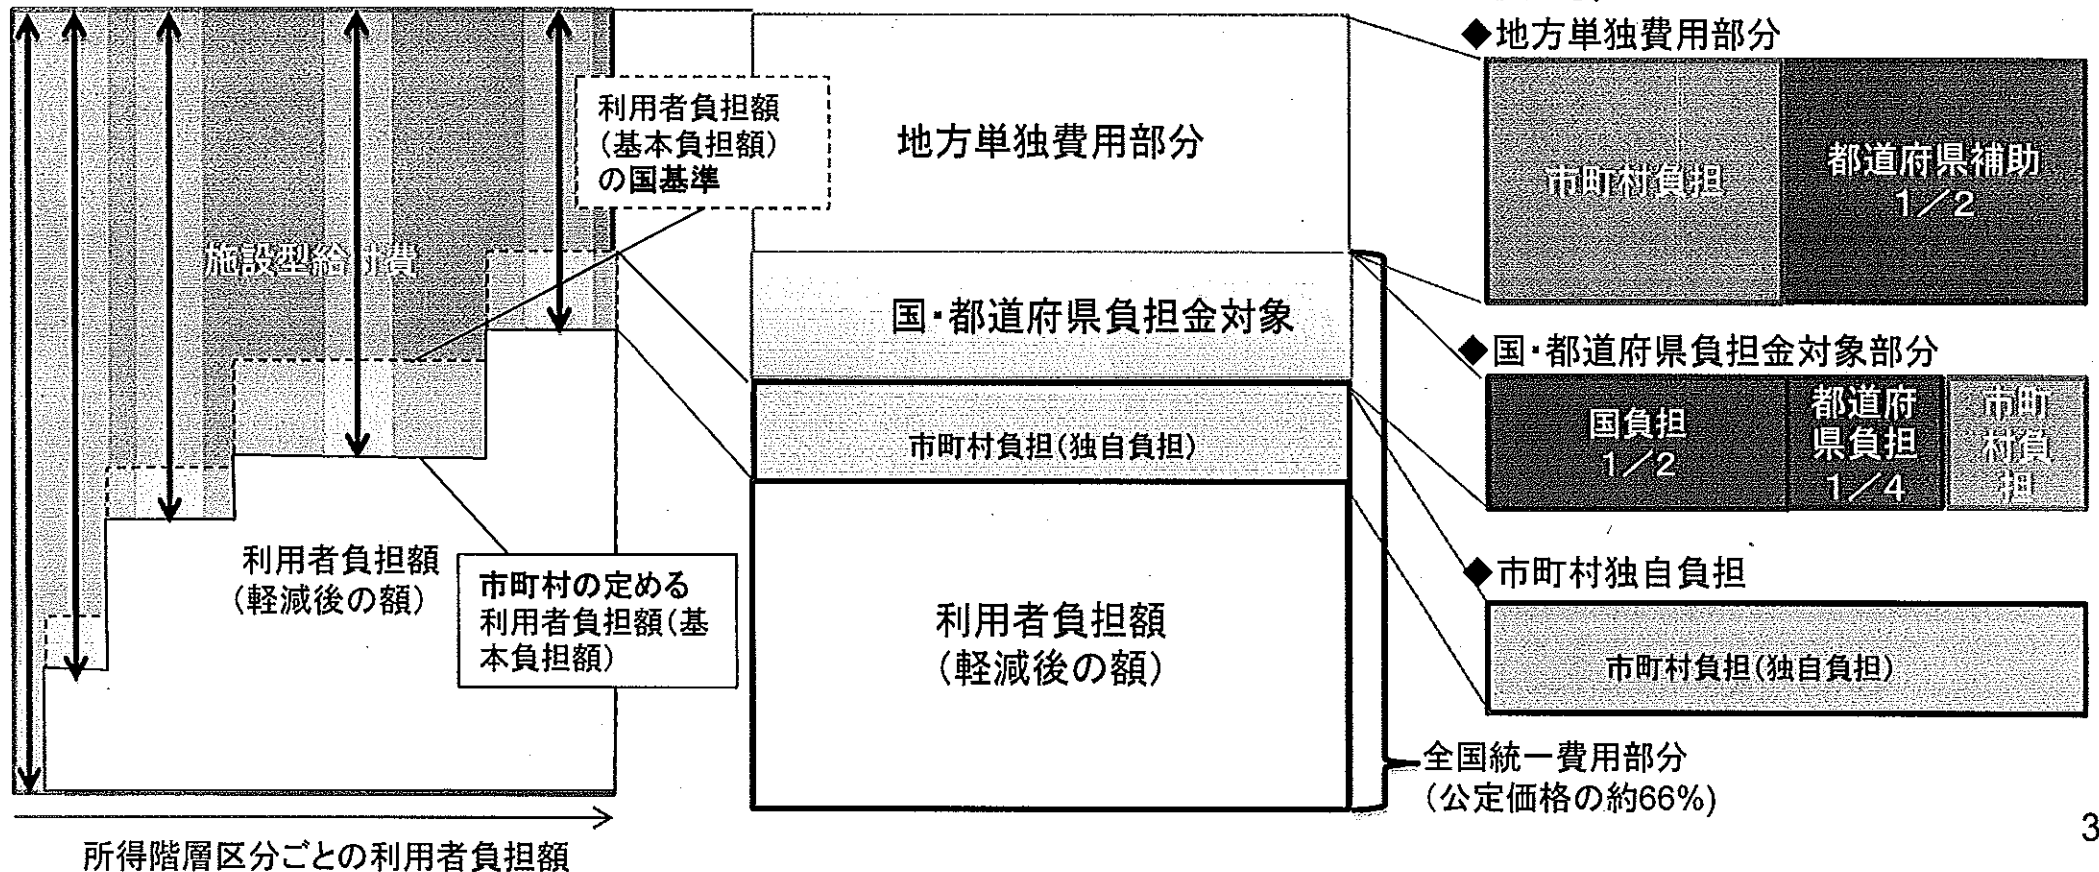 利用者負担額
(基本負担額)
の国基準
施設型給付費
利用者負担額
(軽減後の額)
市町村の定める
利用者負担額(基
本負担額)
所得階層区分ごとの利用者負担額
地方単独費用部分
国・都道府県負担金対象
市町村負担(独自負担)
利用者負担額
(軽減後の額)
◆地方単独費用部分
市町村負担
都道府県補助
1/2
◆国・都道府県負担金対象部分
国負担
1/2
都道府
県負担
1/4
市町
村負
担
◆市町村独自負担
市町村負担(独自負担)
全国統一費用部分
(公定価格の約66%)
3